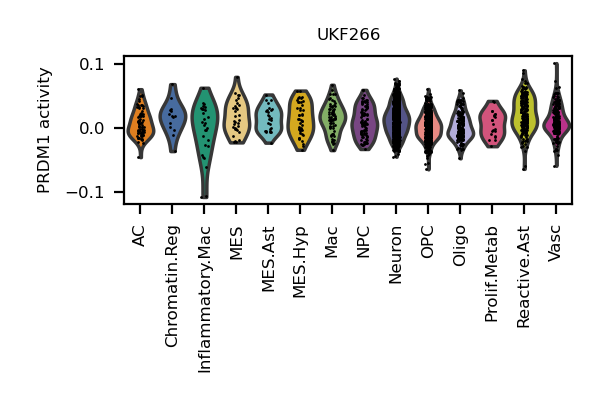 UKF266
PRDM1 activity
0.1
0.0
−0.1
AC
Chromatin.Reg
Inflammatory.Mac
MES
MES.Ast
MES.Hyp
Mac
NPC
Neuron
OPC
Oligo
Prolif.Metab
Reactive.Ast
Vasc